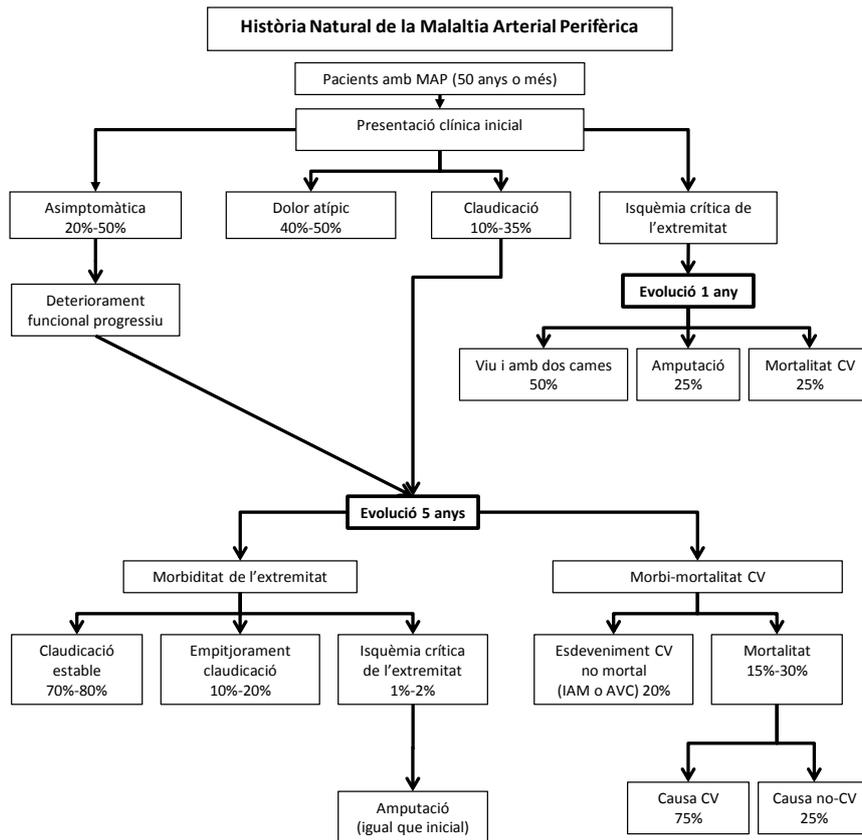 Història Natural de la Malaltia Arterial Perifèrica
Pacients amb MAP (50 anys o més)
Presentació clínica inicial
Asimptomàtica
20%-50%
Dolor atípic
40%-50%
Claudicació
10%-35%
Isquèmia crítica de
l’extremitat
Deteriorament
funcional progressiu
Evolució 1 any
Viu i amb dos cames
50%
Amputació
25%
Mortalitat CV
25%
Evolució 5 anys
Morbiditat de l’extremitat
Morbi-mortalitat CV
Claudicació
estable
70%-80%
Empitjorament
claudicació
10%-20%
Isquèmia crítica
de l’extremitat
1%-2%
Esdeveniment CV
no mortal
(IAM o AVC) 20%
Mortalitat
15%-30%
Amputació
(igual que inicial)
Causa CV
75%
Causa no-CV
25%